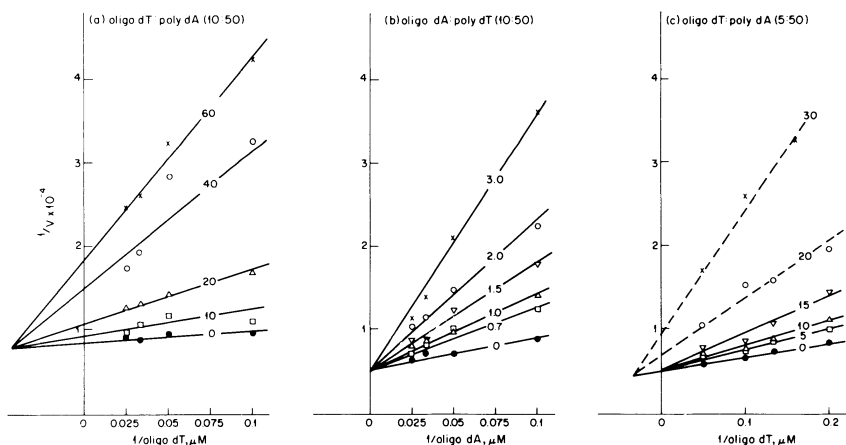 (a) oligo dT: poly dA (10:50)
4
3
2
1
1/V x 10⁻⁴
60
40
20
10
0
0 0.025 0.05 0.075 0.1
1/oligo dT, μM
(b) oligo dA: poly dT (10:50)
4
3
2
1
3.0
2.0
1.5
1.0
0.7
0
0 0.025 0.05 0.075 0.1
1/oligo dA, μM
(c) oligo dT: poly dA (5:50)
4
3
2
1
30
20
15
10
5
0
0 0.1 0.2
1/oligo dT, μM